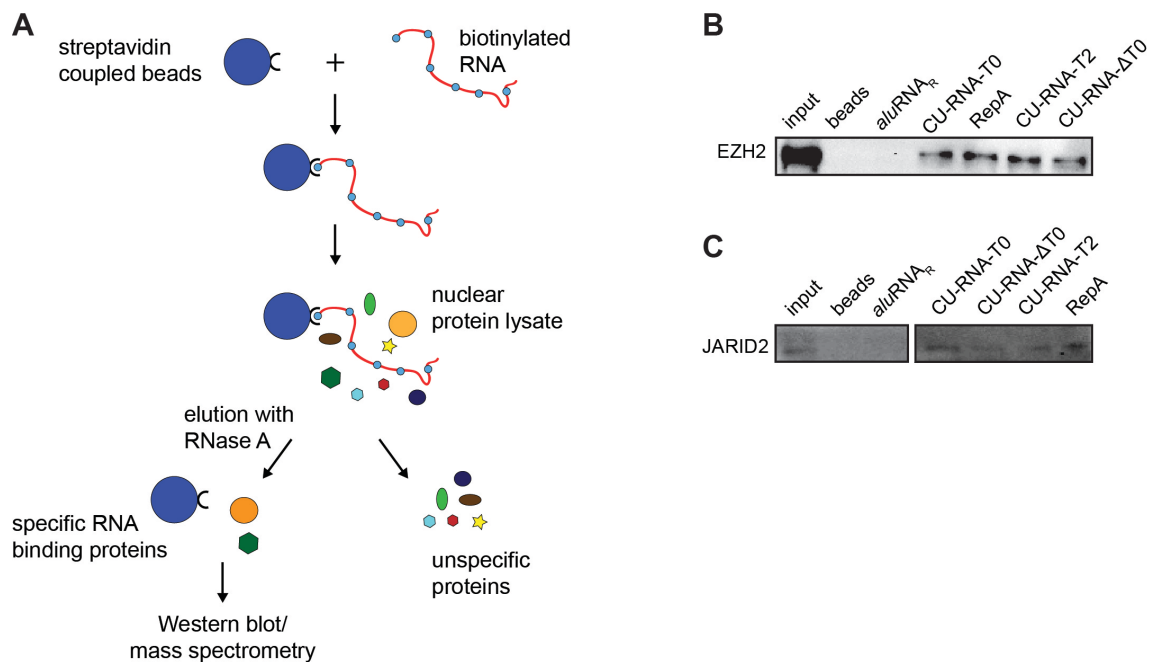 A
streptavidin
coupled beads
+
biotinylated
RNA
nuclear
protein lysate
elution with
RNase A
specific RNA
binding proteins
unspecific
proteins
Western blot/
mass spectrometry
B
input
beads
aluRNA_R
CU-RNA-T0
RepA
CU-RNA-T2
CU-RNA-ΔT0
EZH2
C
input
beads
aluRNA_R
CU-RNA-T0
CU-RNA-ΔT0
CU-RNA-T2
RepA
JARID2